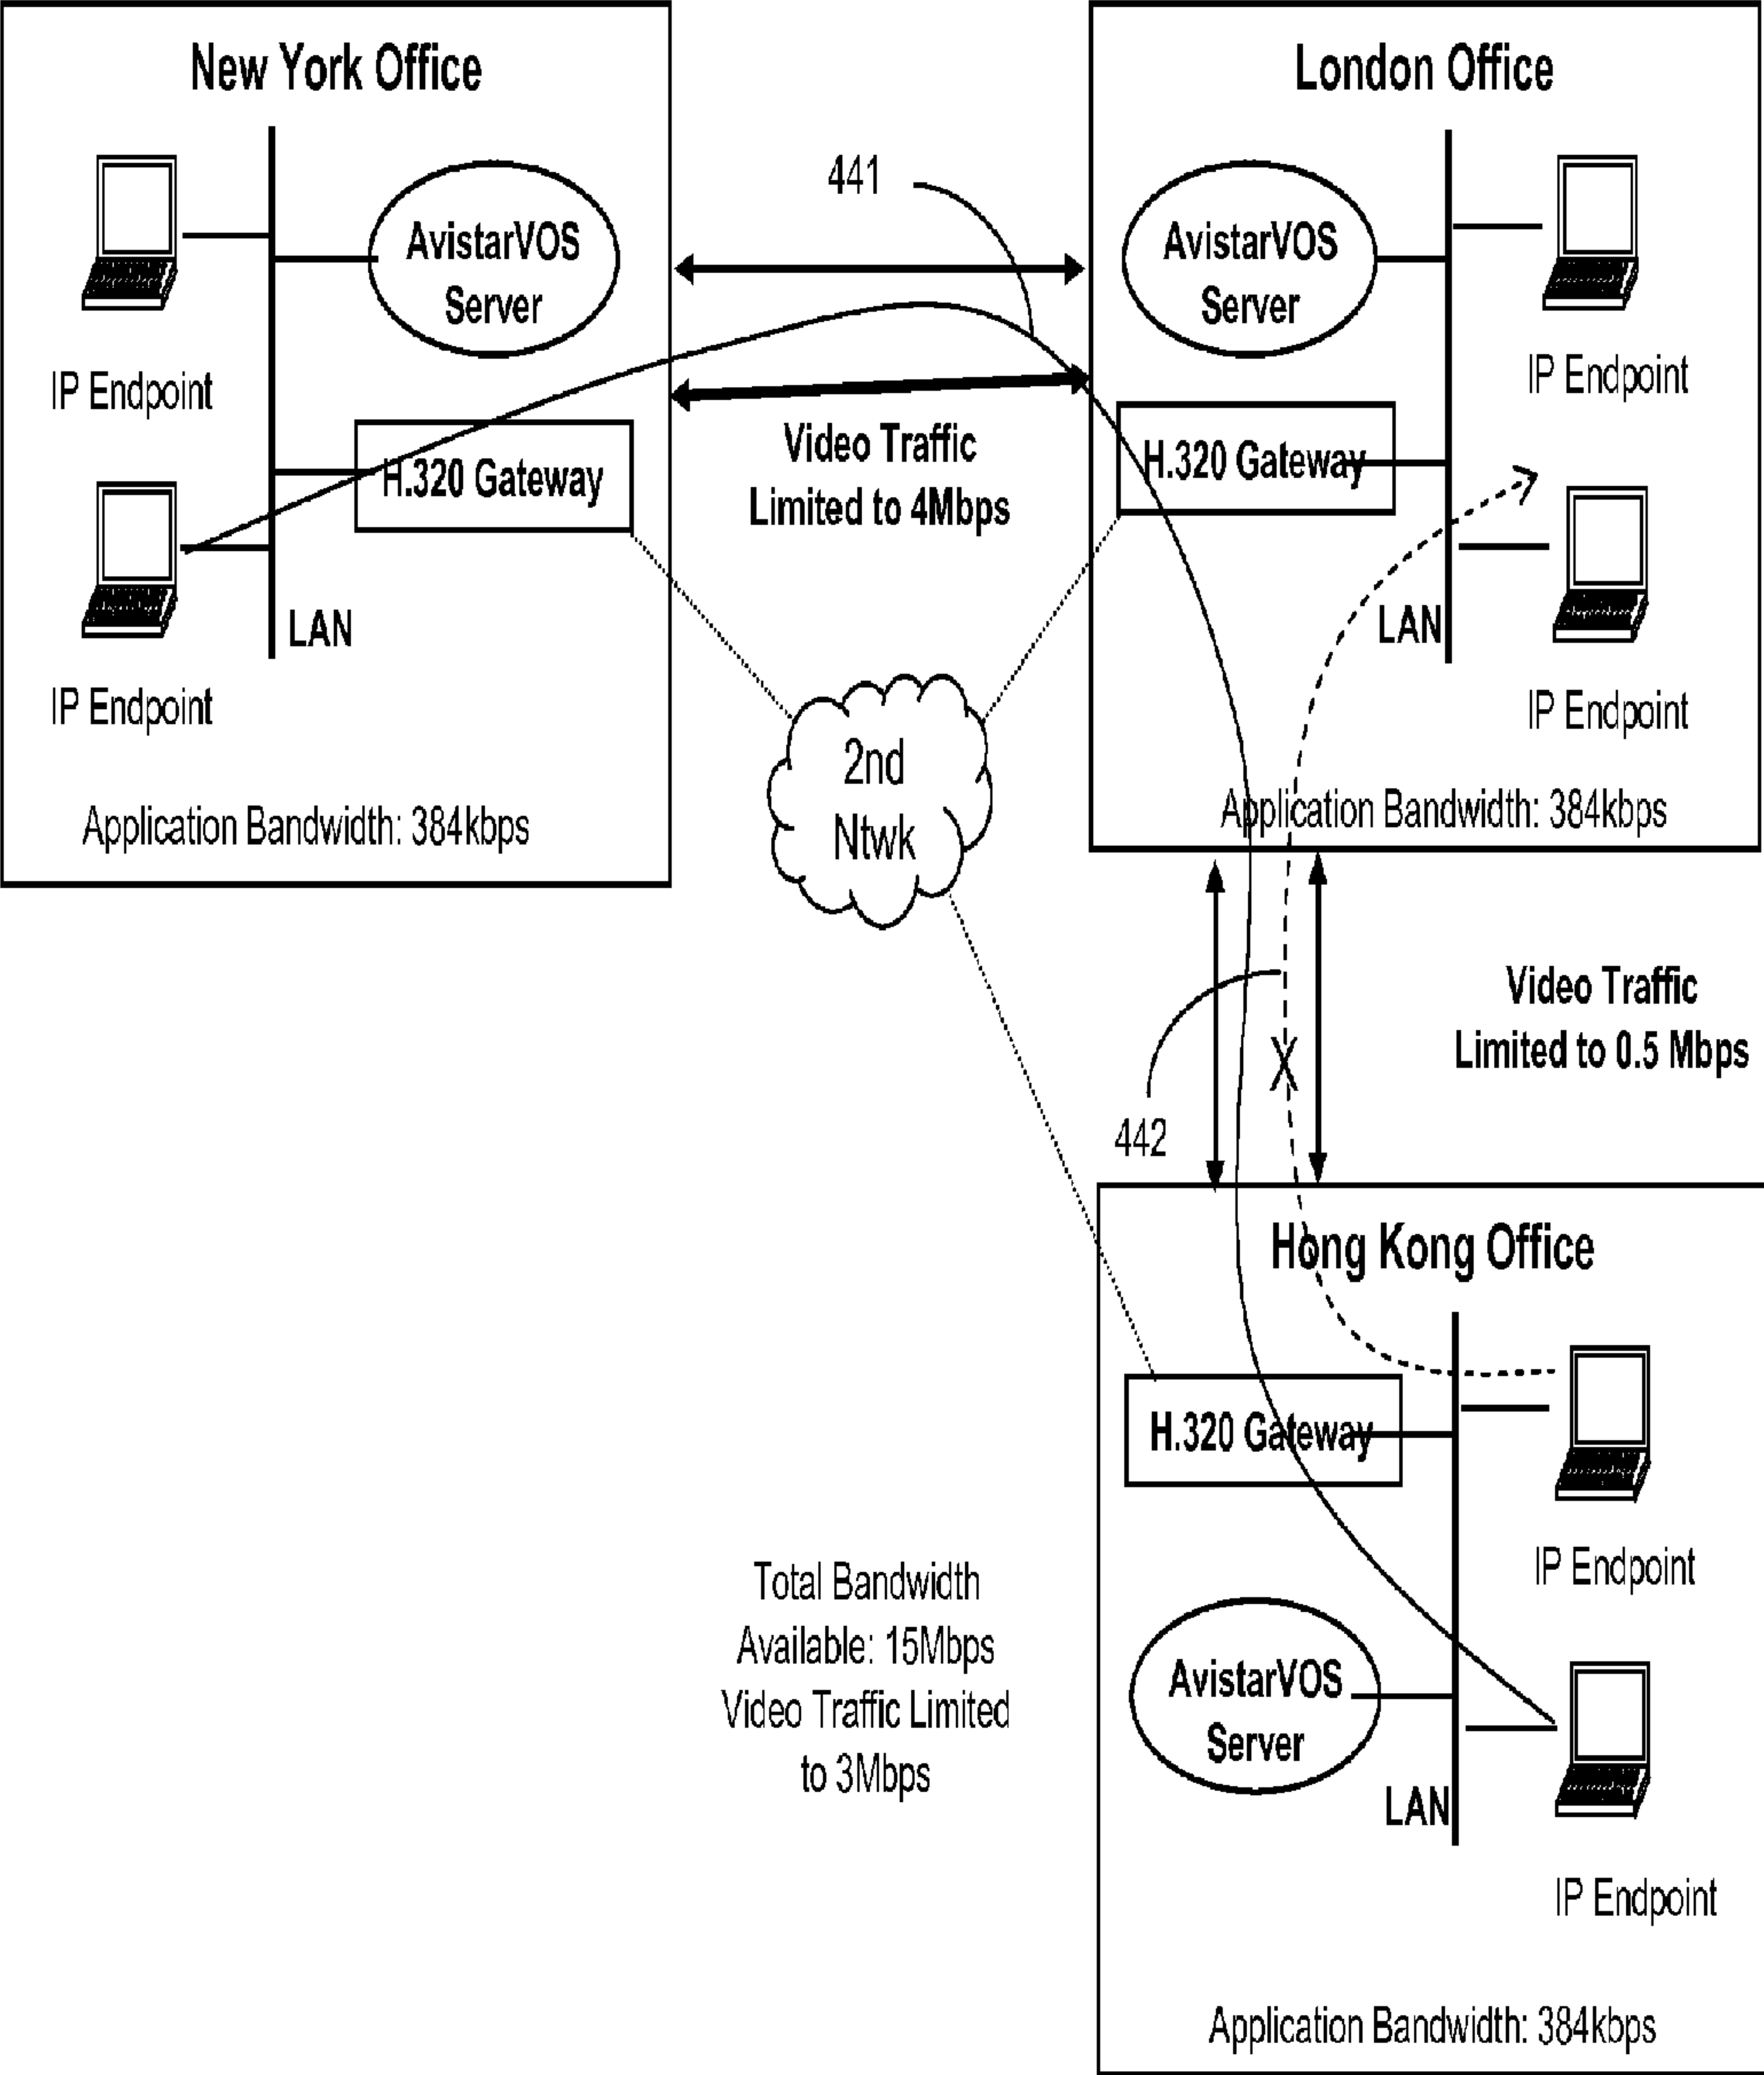 New York Office
AvistarVOS
Server
IP Endpoint
H.320 Gateway
LAN
IP Endpoint
Application Bandwidth: 384kbps
441
Video Traffic
Limited to 4Mbps
London Office
AvistarVOS
Server
IP Endpoint
H.320 Gateway
LAN
IP Endpoint
Application Bandwidth: 384kbps
2nd
Ntwk
442
X
Video Traffic
Limited to 0.5 Mbps
Hong Kong Office
H.320 Gateway
IP Endpoint
AvistarVOS
Server
LAN
IP Endpoint
Application Bandwidth: 384kbps
Total Bandwidth
Available: 15Mbps
Video Traffic Limited
to 3Mbps